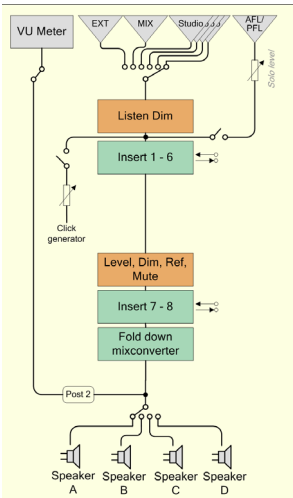 VU Meter
EXT
MIX
Studio
AFL/
PFL
Solo level
Listen Dim
Insert 1 - 6
Click
generator
Level, Dim, Ref,
Mute
Insert 7 - 8
Fold down
mixconverter
Post 2
Speaker
A
Speaker
B
Speaker
C
Speaker
D